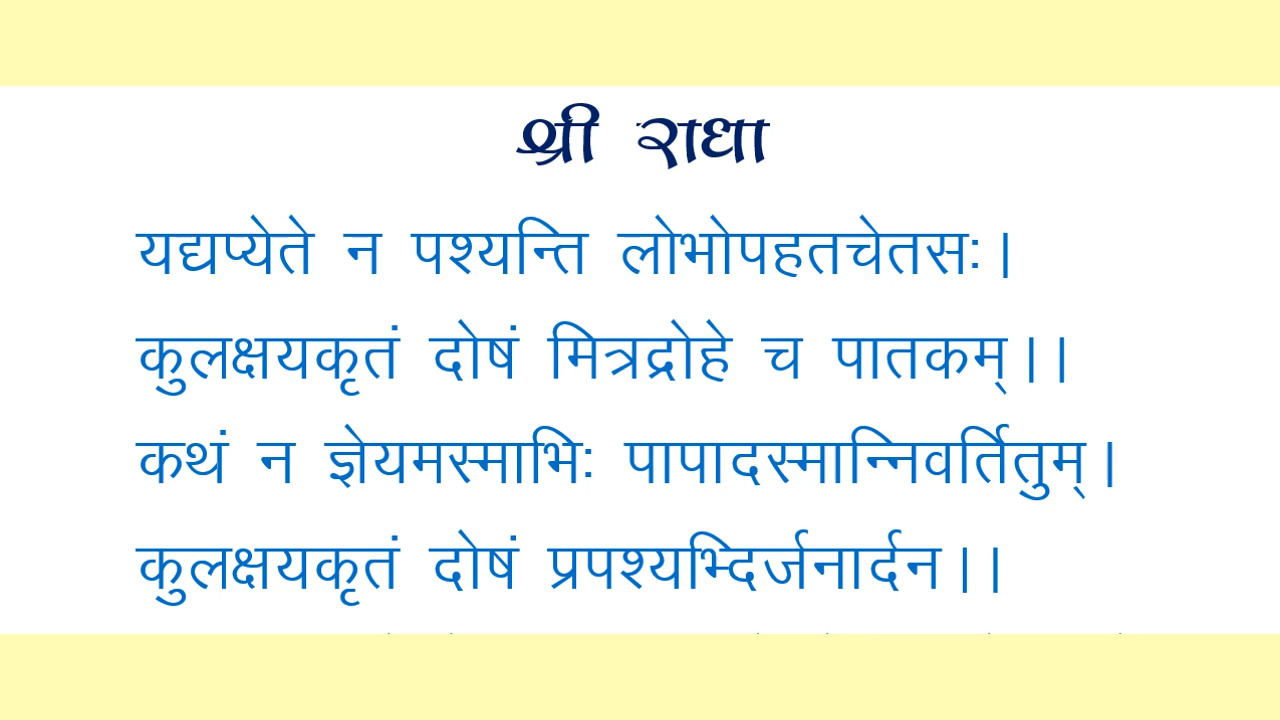 श्री राधा
यद्यप्येते न पश्यन्ति लोभोपहतचेतसः।
कुलक्षयकृतं दोषं मित्रद्रोहे च पातकम्।।
कथं न ज्ञेयमस्माभिः पापादस्मान्निवर्तितुम्।
कुलक्षयकृतं दोषं प्रपश्यभ्दिर्जनार्दन।।